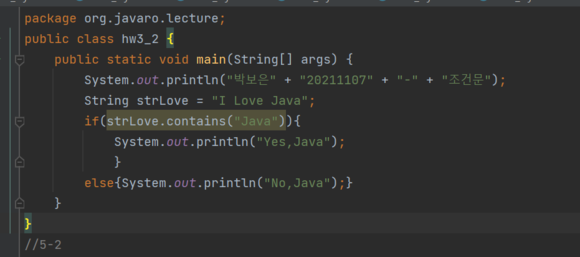 package org.javaro.lecture;
public class hw3_2 {
public static void main(String[] args) {
System.out.println("박보은" + "20211107" + "-" + "조건문");
String strLove = "I Love Java";
if(strLove.contains("Java")){
System.out.println("Yes,Java");
}
else{System.out.println("No,Java");}
}
}
//5-2